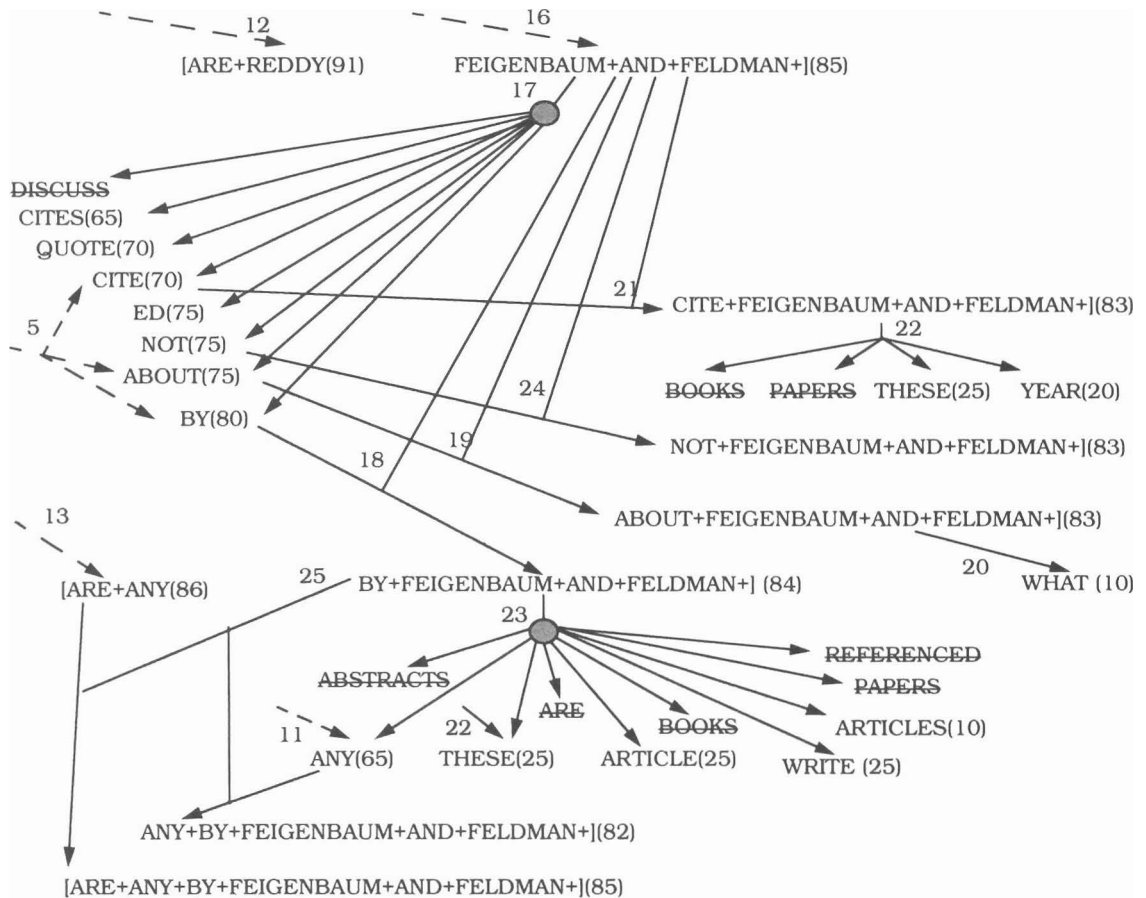 12
16
[ARE+REDDY(91)
FEIGENBAUM+AND+FELDMAN+](85)
17
DISCUSS
CITES(65)
QUOTE(70)
CITE(70)
21
CITE+FEIGENBAUM+AND+FELDMAN+](83)
ED(75)
5
22
NOT(75)
ABOUT(75)
24
BOOKS
PAPERS
THESE(25)
YEAR(20)
BY(80)
19
NOT+FEIGENBAUM+AND+FELDMAN+](83)
18
13
ABOUT+FEIGENBAUM+AND+FELDMAN+](83)
20
[ARE+ANY(86)
25
BY+FEIGENBAUM+AND+FELDMAN+] (84)
WHAT (10)
23
REFERENCED
ABSTRACTS
PAPERS
ARE
BOOKS
ARTICLES(10)
11
22
ANY(65)
THESE(25)
ARTICLE(25)
WRITE (25)
ANY+BY+FEIGENBAUM+AND+FELDMAN+](82)
[ARE+ANY+BY+FEIGENBAUM+AND+FELDMAN+](85)